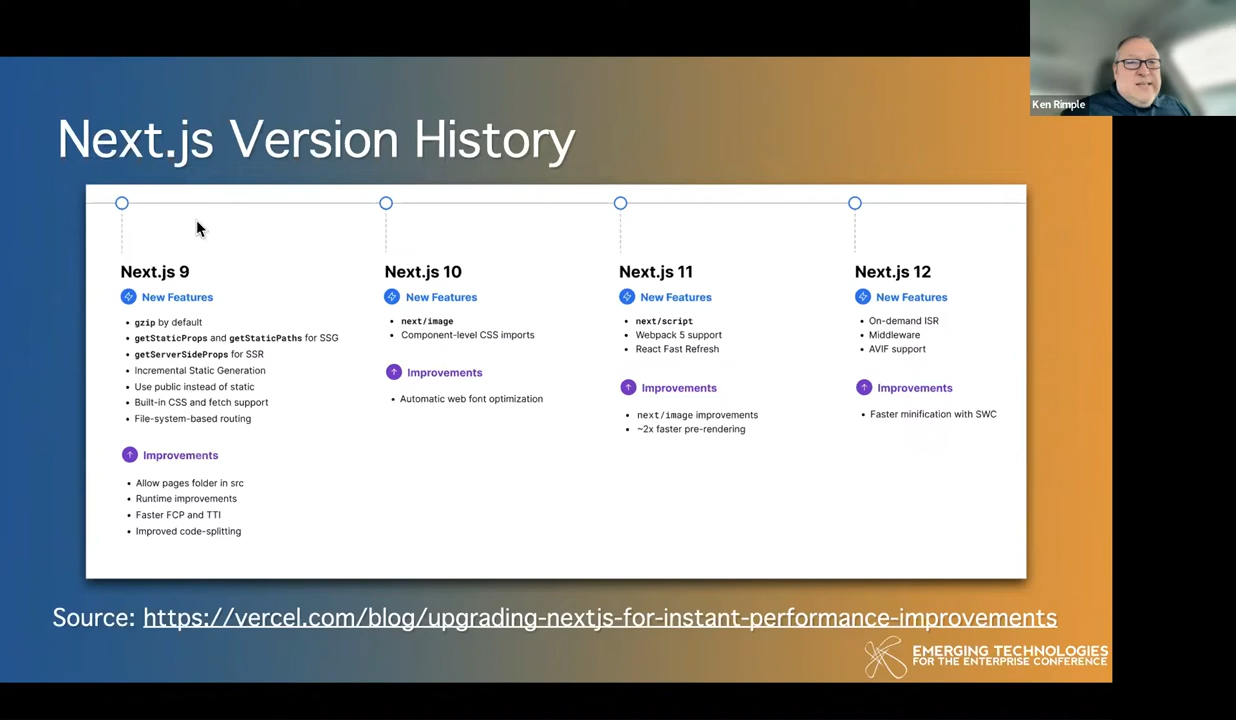 Ken Rimple
Next.js Version History
Next.js 9
New Features
• gzip by default
• getStaticProps and getStaticPaths for SSG
• getServerSideProps for SSR
• Incremental Static Generation
• Use public instead of static
• Built-in CSS and fetch support
• File-system-based routing
Improvements
• Allow pages folder in src
• Runtime improvements
• Faster FCP and TTI
• Improved code-splitting
Next.js 10
New Features
• next/image
• Component-level CSS imports
Improvements
• Automatic web font optimization
Next.js 11
New Features
• next/script
• Webpack 5 support
• React Fast Refresh
Improvements
• next/image improvements
• ~2x faster pre-rendering
Next.js 12
New Features
• On-demand ISR
• Middleware
• AVIF support
Improvements
• Faster minification with SWC
Source: https://vercel.com/blog/upgrading-nextjs-for-instant-performance-improvements
EMERGING TECHNOLOGIES
FOR THE ENTERPRISE CONFERENCE